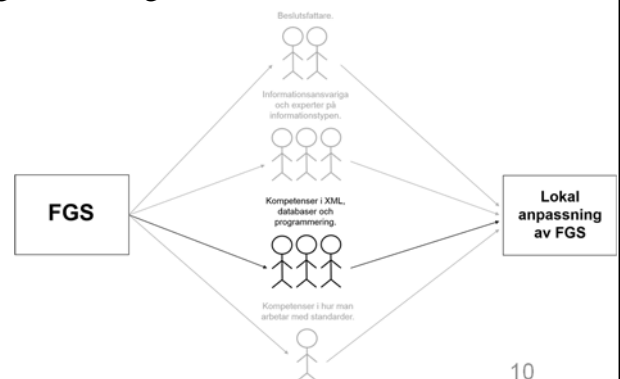 Beslutsfattare.
Informationsansvariga
och experter på
informationstypen.
FGS
Kompetenser i XML,
databaser och
programmering.
Lokal
anpassning
av FGS
Kompetenser i hur man
arbetar med standarder.
10